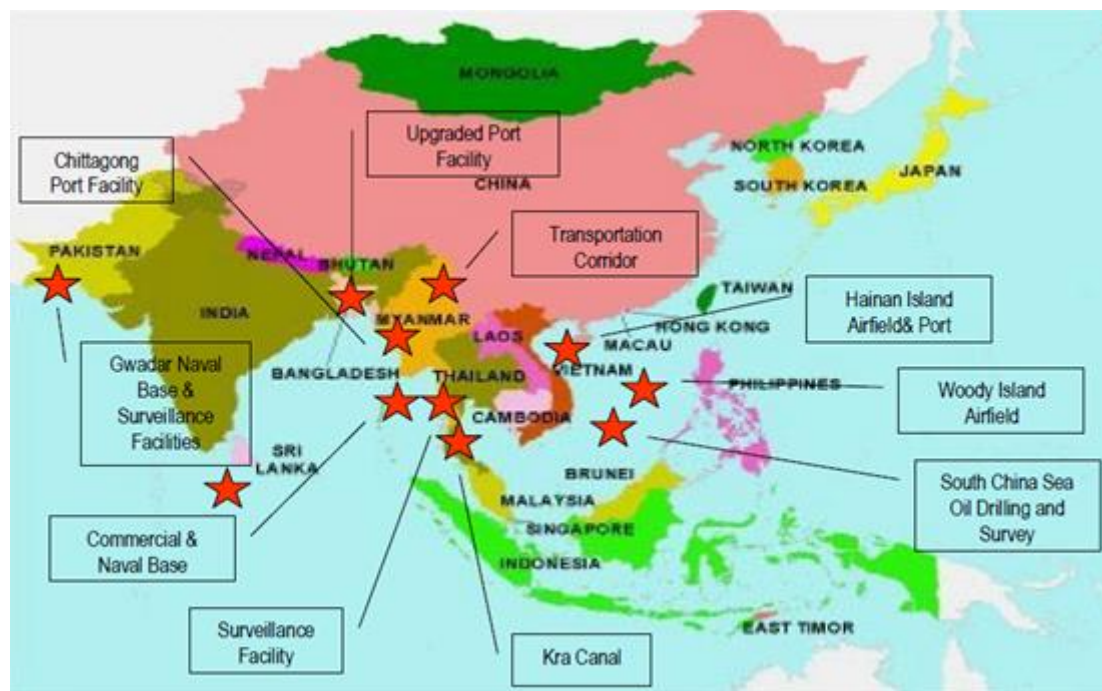 MONGOLIA
Upgraded Port
Facility
Chittagong
Port Facility
CHINA
NORTH KOREA
JAPAN
SOUTH KOREA
Transportation
Corridor
PAKISTAN
NEPAL
BHUTAN
TAIWAN
Hainan Island
Airfield& Port
INDIA
MYANMAR
HONG KONG
LAOS
MACAU
Gwadar Naval
Base &
Surveillance
Facilities
BANGLADESH
THAILAND
VIETNAM
PHILIPPINES
Woody Island
Airfield
CAMBODIA
SRI
LANKA
BRUNEI
South China Sea
Oil Drilling and
Survey
MALAYSIA
SINGAPORE
Commercial &
Naval Base
INDONESIA
EAST TIMOR
Surveillance
Facility
Kra Canal